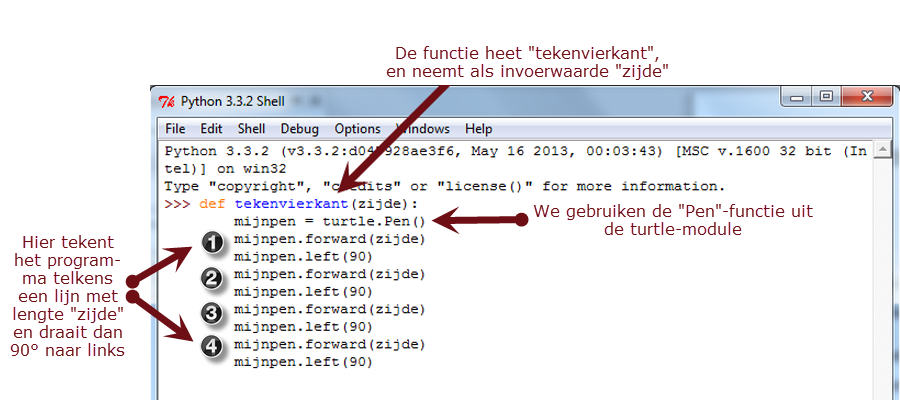 De functie heet "tekenvierkant",
en neemt als invoerwaarde "zijde"
Python 3.3.2 Shell
File Edit Shell Debug Options Windows Help
Python 3.3.2 (v3.3.2:d047928ae3f6, May 16 2013, 00:03:43) [MSC v.1600 32 bit (In
tel)] on win32
Type "copyright", "credits" or "license()" for more information.
>>> def tekenvierkant(zijde):
mijnpen = turtle.Pen()
We gebruiken de "Pen"-functie uit
de turtle-module
Hier tekent
het program-
ma telkens
een lijn met
lengte "zijde"
en draait dan
90° naar links
1 mijnpen.forward(zijde)
mijnpen.left(90)
2 mijnpen.forward(zijde)
mijnpen.left(90)
3 mijnpen.forward(zijde)
mijnpen.left(90)
4 mijnpen.forward(zijde)
mijnpen.left(90)